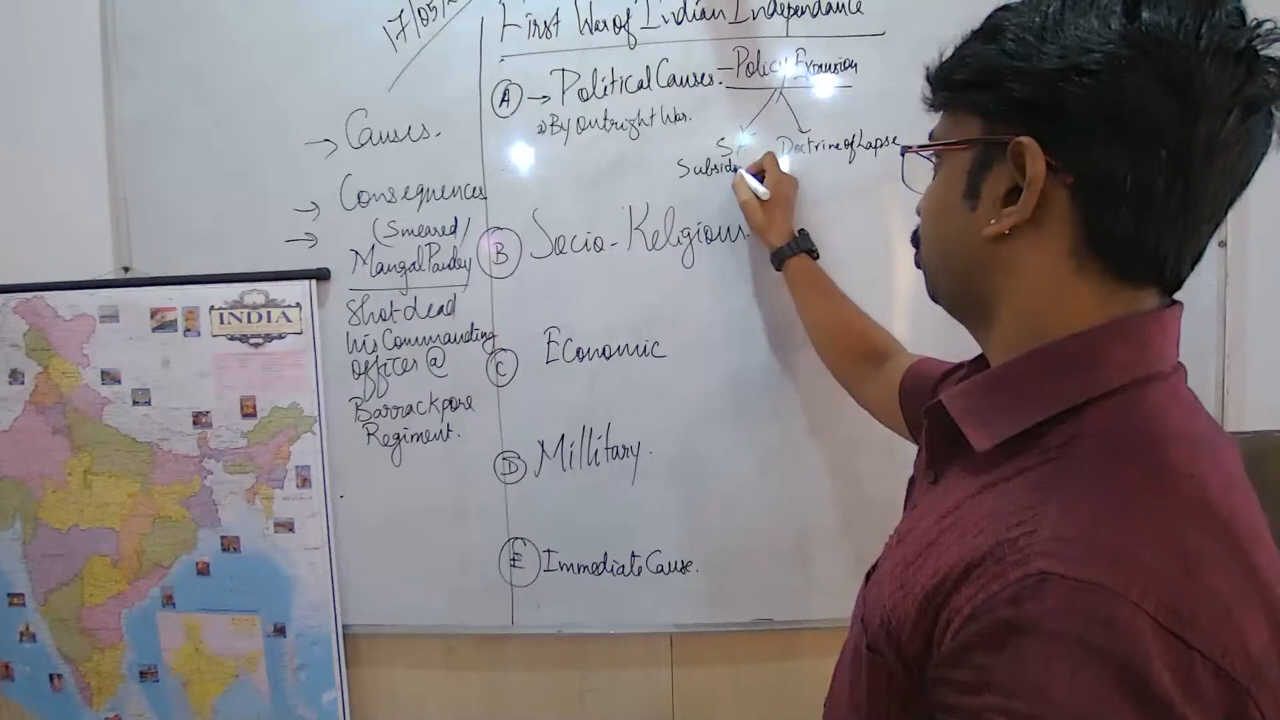 17/05/2
First War of Indian Independance
A → Political Causes. – Policy Expansion
a) By Outright War.
S A
Doctrine of Lapse
Subsid
→ Causes.
→ Consequences
→ (Smeared/
Mangal Pandey
Shot dead
his Commanding
officer @
Barrackpore
Regiment.
B Socio-Religious
C Economic
D Millitary.
E Immediate Cause.
INDIA